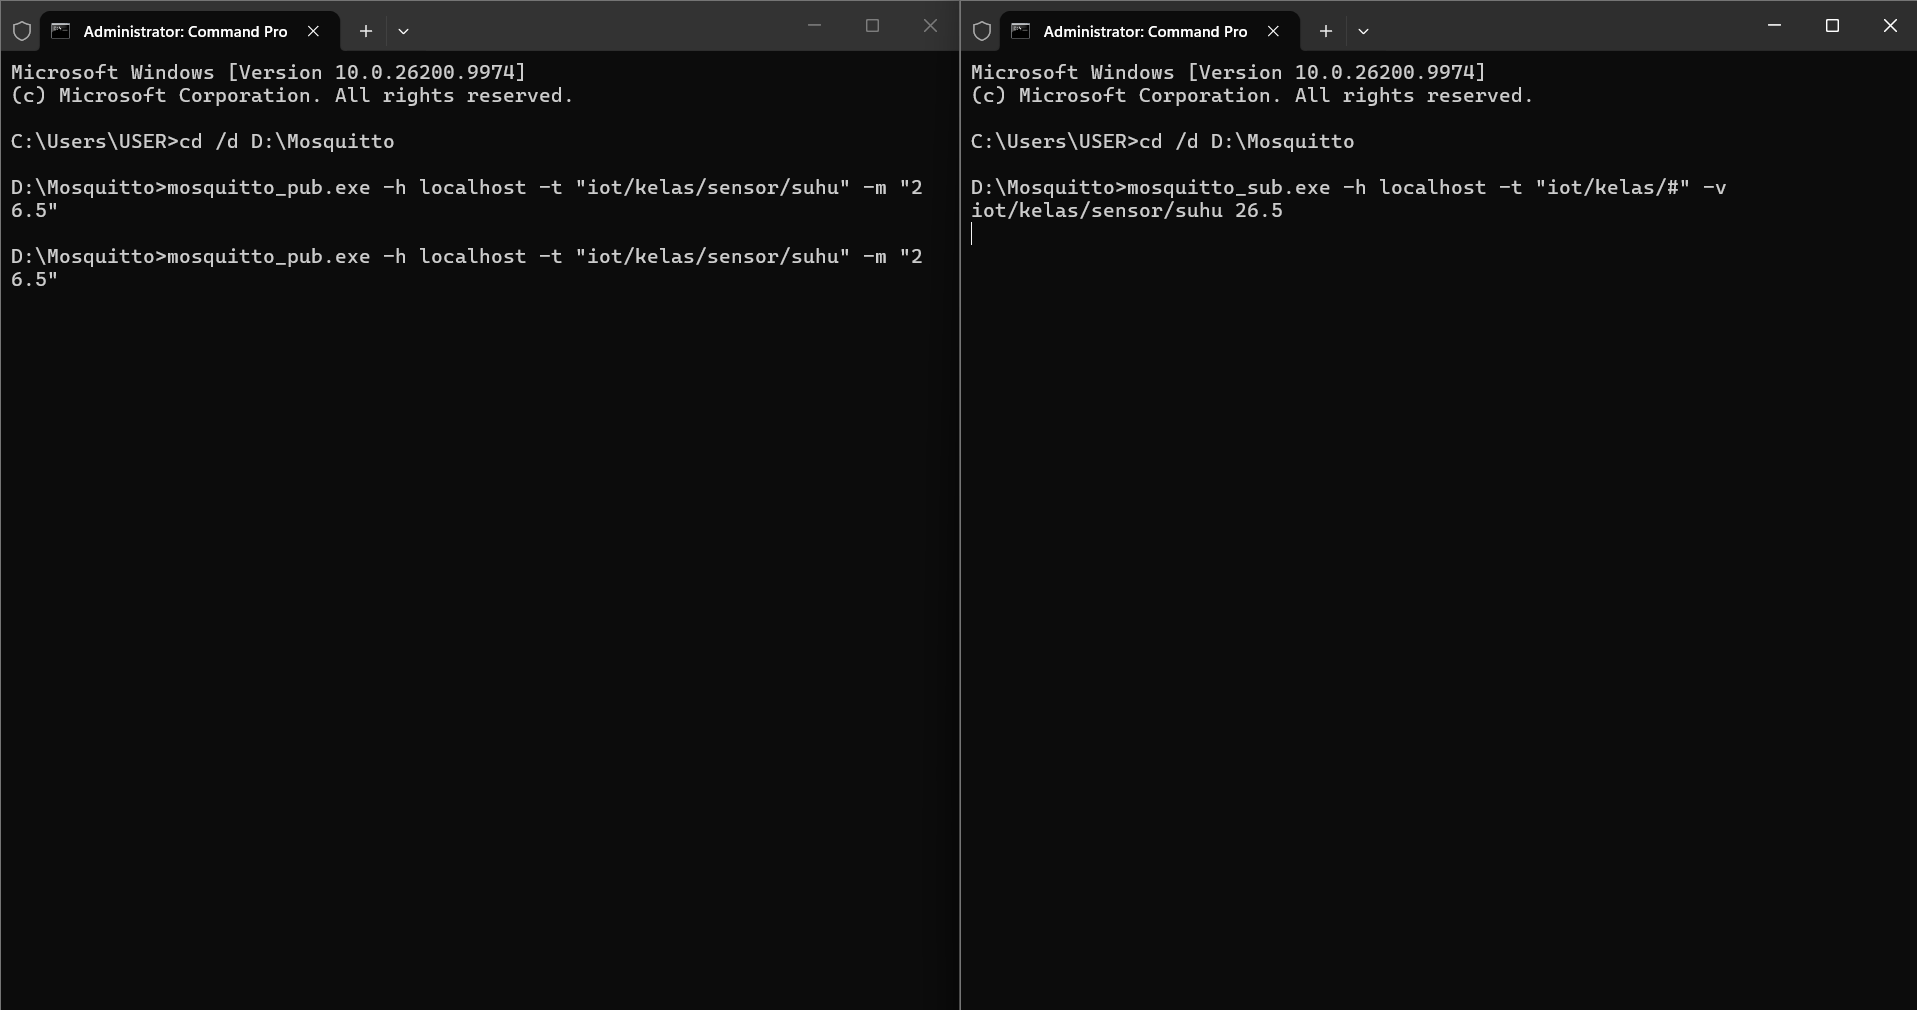 Administrator: Command Pro
Microsoft Windows [Version 10.0.26200.9974]
(c) Microsoft Corporation. All rights reserved.
C:\Users\USER>cd /d D:\Mosquitto
D:\Mosquitto>mosquitto_pub.exe -h localhost -t "iot/kelas/sensor/suhu" -m "2
6.5"
D:\Mosquitto>mosquitto_pub.exe -h localhost -t "iot/kelas/sensor/suhu" -m "2
6.5"
Administrator: Command Pro
Microsoft Windows [Version 10.0.26200.9974]
(c) Microsoft Corporation. All rights reserved.
C:\Users\USER>cd /d D:\Mosquitto
D:\Mosquitto>mosquitto_sub.exe -h localhost -t "iot/kelas/#" -v
iot/kelas/sensor/suhu 26.5